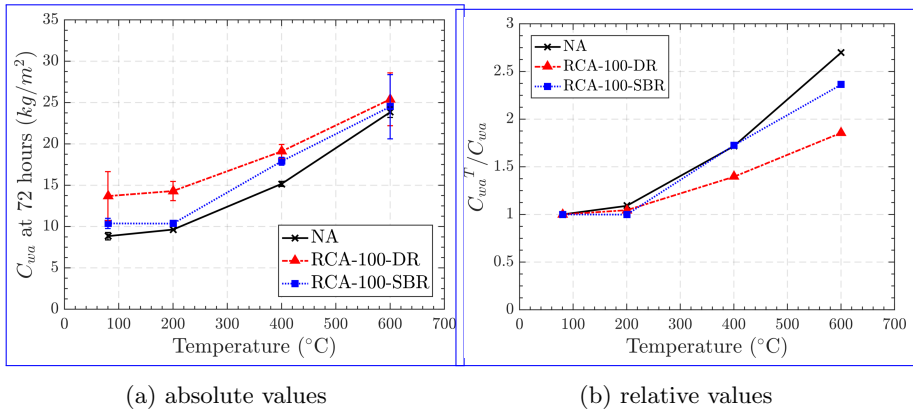 35
30
25
20
15
10
5
0
C_wa at 72 hours (kg/m²)
NA
RCA-100-DR
RCA-100-SBR
0 100 200 300 400 500 600 700
Temperature (°C)
(a) absolute values
3
2.5
2
1.5
1
0.5
0
C_wa^T/C_wa
NA
RCA-100-DR
RCA-100-SBR
0 100 200 300 400 500 600 700
Temperature (°C)
(b) relative values